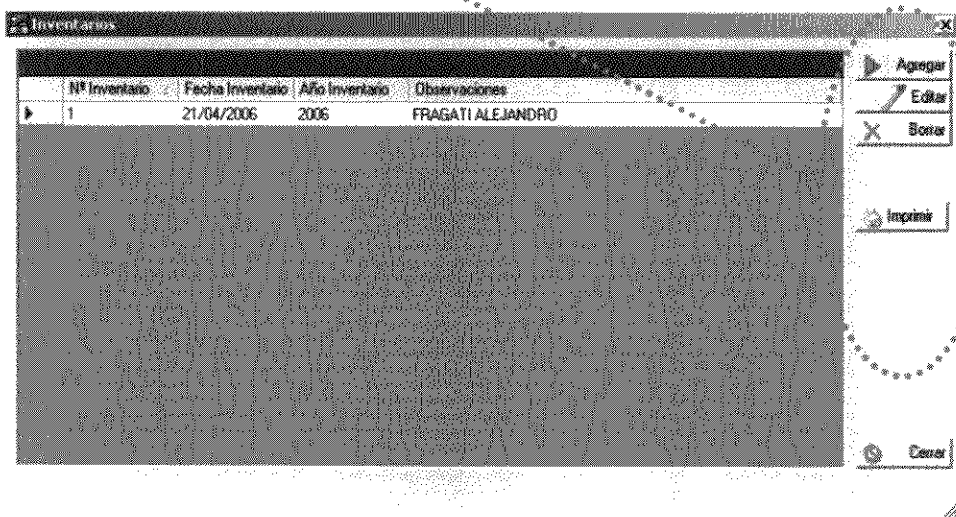 Inventarios
Agregar
Editar
Borrar
Nº Inventario Fecha Inventario Año Inventario Observaciones
1 21/04/2006 2006 FRAGATI ALEJANDRO
Imprimir
Cerrar